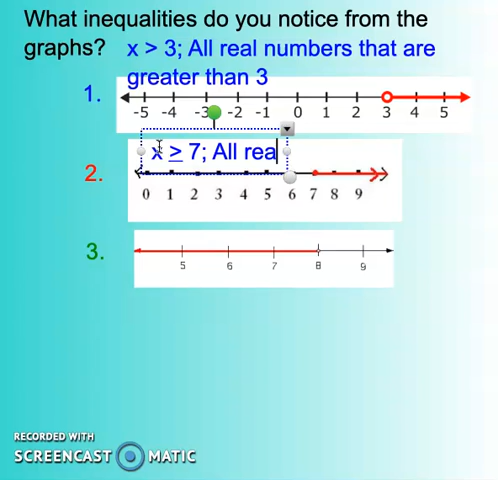 What inequalities do you notice from the
graphs? x > 3; All real numbers that are
greater than 3
1.
-5 -4 -3 -2 -1 0 1 2 3 4 5
x ≥ 7; All rea
2.
0 1 2 3 4 5 6 7 8 9
3.
5 6 7 8 9
RECORDED WITH
SCREENCAST MATIC